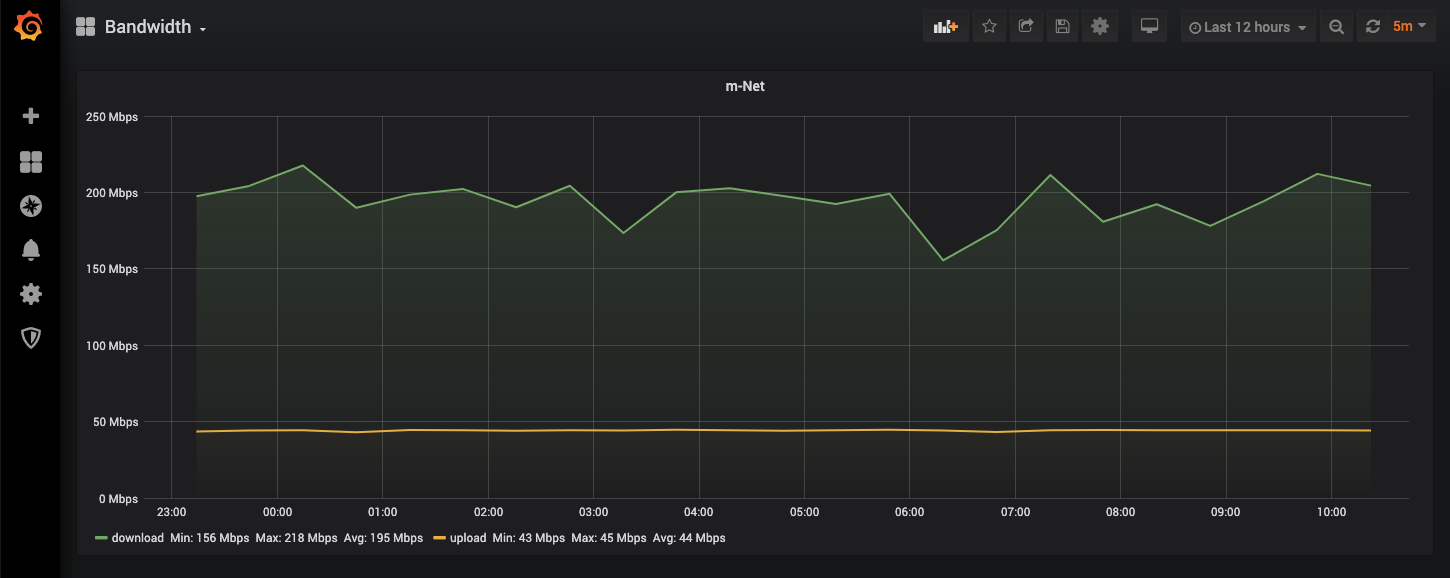 Bandwidth
Last 12 hours
5m
m-Net
250 Mbps
200 Mbps
150 Mbps
100 Mbps
50 Mbps
0 Mbps
23:00 00:00 01:00 02:00 03:00 04:00 05:00 06:00 07:00 08:00 09:00 10:00
download Min: 156 Mbps Max: 218 Mbps Avg: 195 Mbps upload Min: 43 Mbps Max: 45 Mbps Avg: 44 Mbps